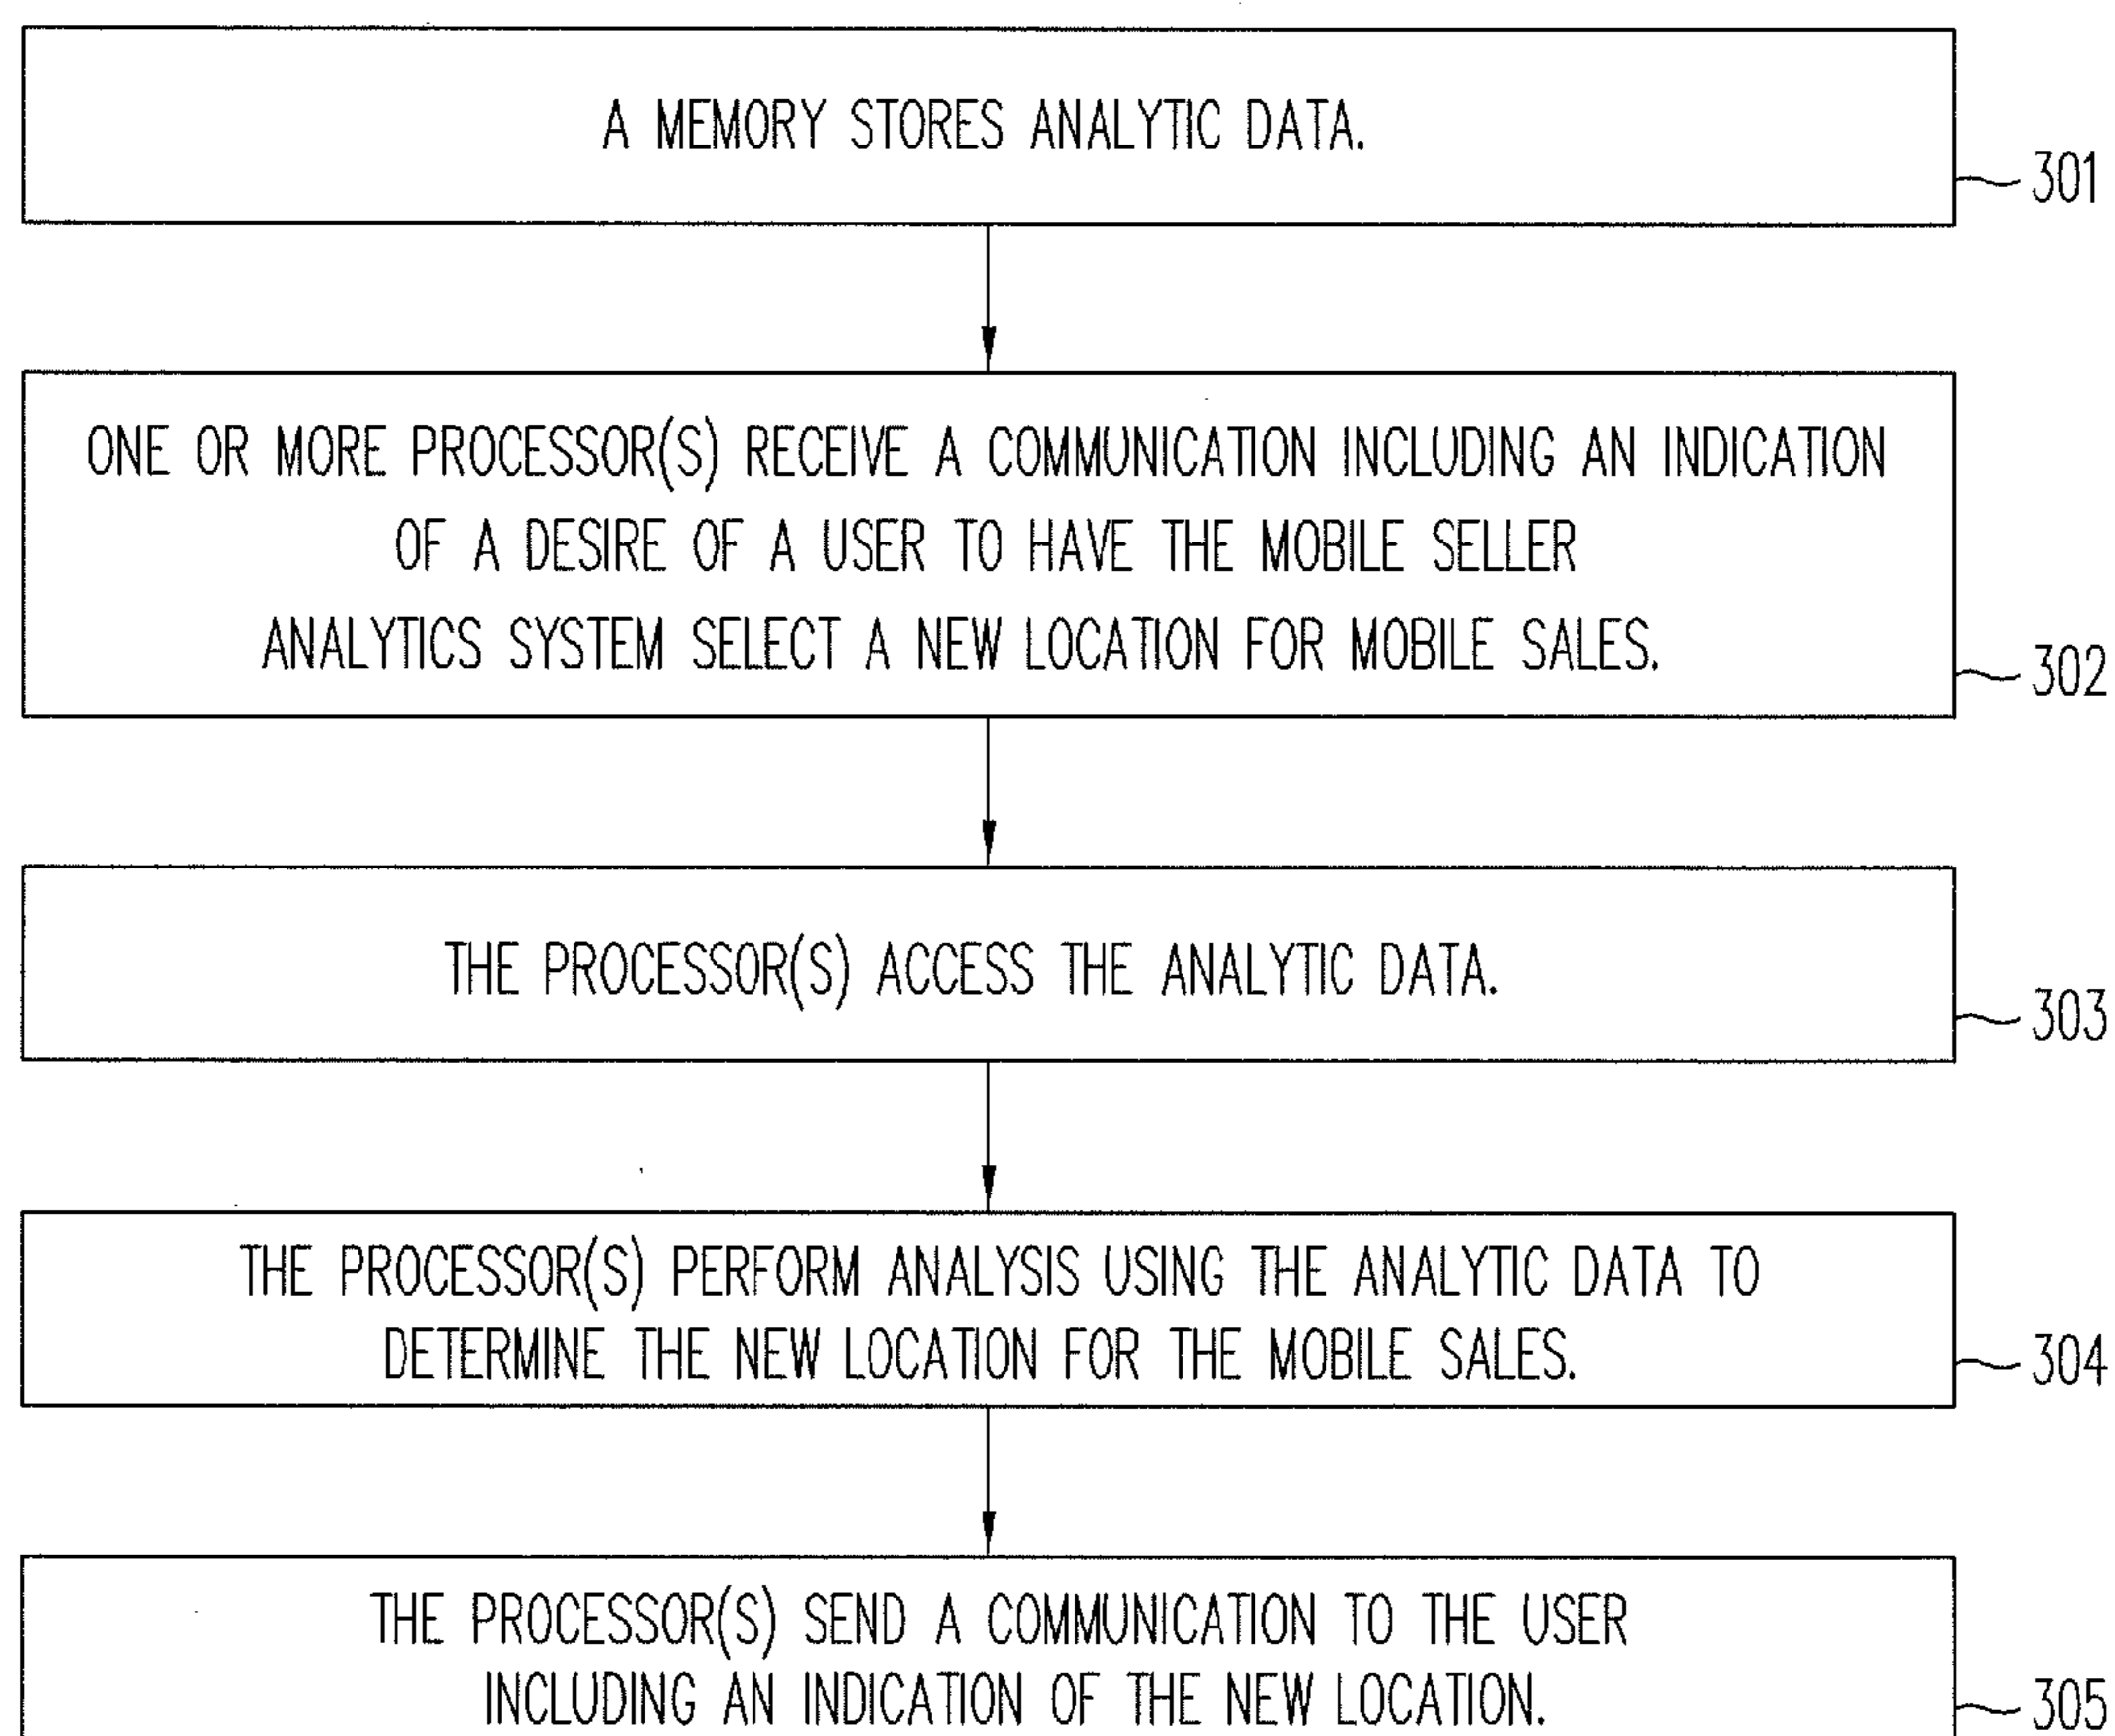 A MEMORY STORES ANALYTIC DATA.
301
ONE OR MORE PROCESSOR(S) RECEIVE A COMMUNICATION INCLUDING AN INDICATION
OF A DESIRE OF A USER TO HAVE THE MOBILE SELLER
ANALYTICS SYSTEM SELECT A NEW LOCATION FOR MOBILE SALES.
302
THE PROCESSOR(S) ACCESS THE ANALYTIC DATA.
303
THE PROCESSOR(S) PERFORM ANALYSIS USING THE ANALYTIC DATA TO
DETERMINE THE NEW LOCATION FOR THE MOBILE SALES.
304
THE PROCESSOR(S) SEND A COMMUNICATION TO THE USER
INCLUDING AN INDICATION OF THE NEW LOCATION.
305